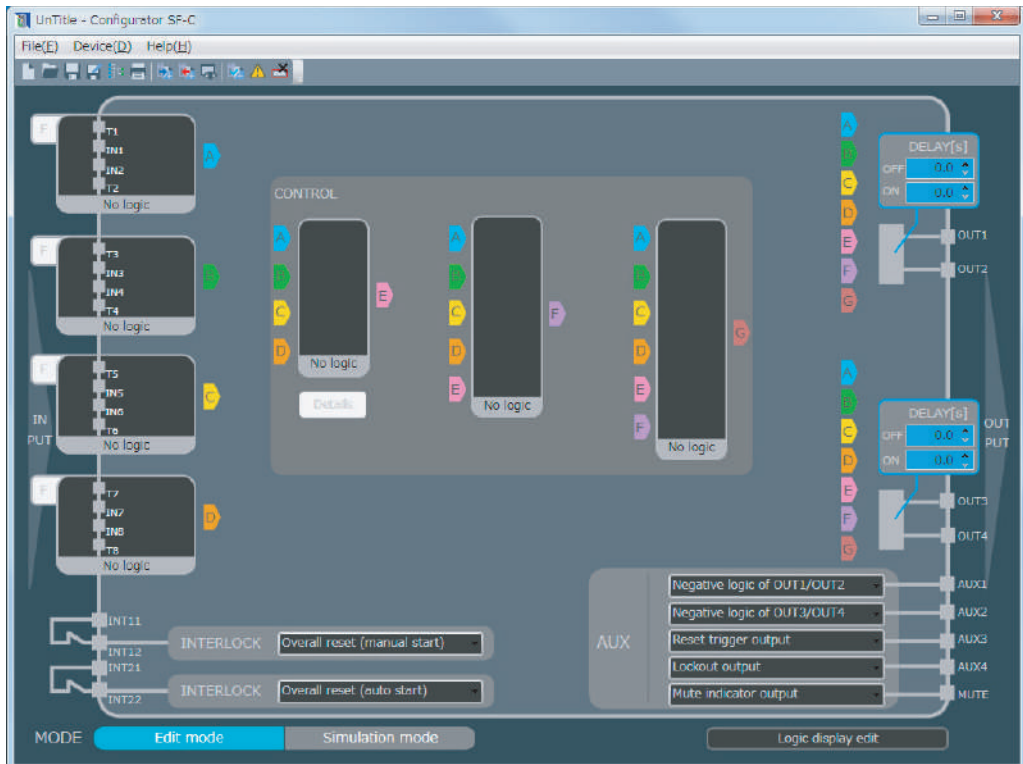 UnTitle - Configurator SF-C
File(F) Device(D) Help(H)
F
T1
IN1
IN2
T2
No logic
A
F
T3
IN3
IN4
T4
No logic
B
F
T5
IN5
IN6
T6
No logic
C
F
T7
IN7
IN8
T8
No logic
D
IN
PUT
CONTROL
A
B
C
D
No logic
Details
E
A
B
C
D
E
No logic
F
A
B
C
D
E
F
No logic
G
A
B
C
D
E
F
G
DELAY[s]
OFF 0.0
ON 0.0
OUT1
OUT2
A
B
C
D
E
F
G
DELAY[s]
OFF 0.0
ON 0.0
OUT3
OUT4
OUT
PUT
INT11
INT12
INTERLOCK Overall reset (manual start)
INT21
INT22
INTERLOCK Overall reset (auto start)
AUX
Negative logic of OUT1/OUT2 AUX1
Negative logic of OUT3/OUT4 AUX2
Reset trigger output AUX3
Lockout output AUX4
Mute indicator output MUTE
MODE Edit mode Simulation mode Logic display edit